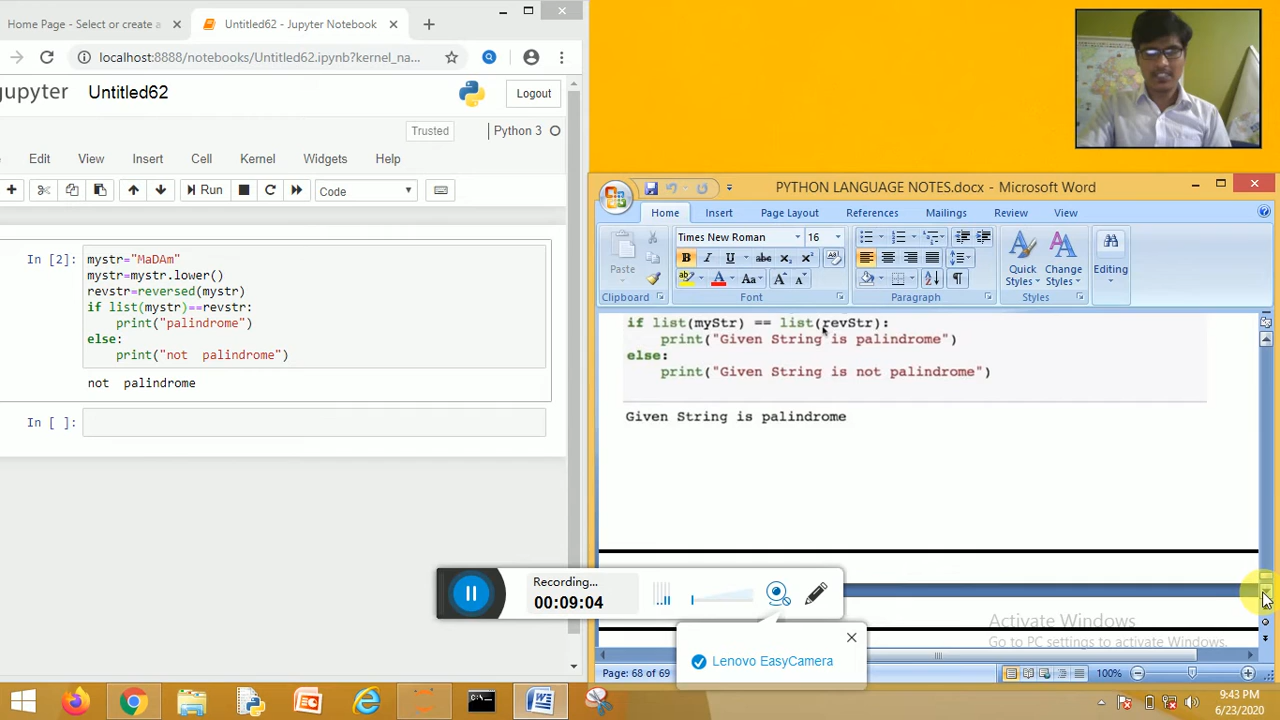 Home Page - Select or create a
Untitled62 - Jupyter Notebook
localhost:8888/notebooks/Untitled62.ipynb?kernel_na...
jupyter Untitled62
Logout
Trusted
Python 3
Edit View Insert Cell Kernel Widgets Help
Run
Code
In [2]:
mystr="MaDAm"
mystr=mystr.lower()
revstr=reversed(mystr)
if list(mystr)==revstr:
print("palindrome")
else:
print("not  palindrome")
not  palindrome
In [ ]:
PYTHON LANGUAGE NOTES.docx - Microsoft Word
Home Insert Page Layout References Mailings Review View
Times New Roman 16
Paste
Quick Styles
Change Styles
Editing
Clipboard Font Paragraph Styles
if list(myStr) == list(revStr):
print("Given String is palindrome")
else:
print("Given String is not palindrome")
Given String is palindrome
Recording...
00:09:04
Lenovo EasyCamera
Activate Windows
Go to PC settings to activate Windows.
Page: 68 of 69
100%
9:43 PM
6/23/2020